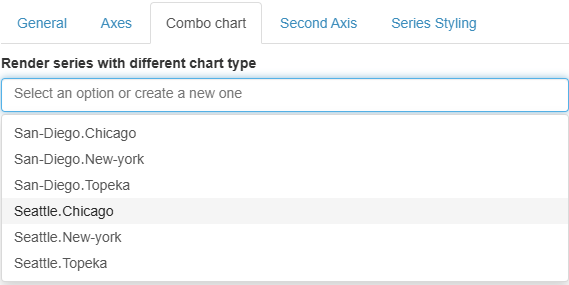 General Axes Combo chart Second Axis Series Styling
Render series with different chart type
Select an option or create a new one
San-Diego.Chicago
San-Diego.New-york
San-Diego.Topeka
Seattle.Chicago
Seattle.New-york
Seattle.Topeka